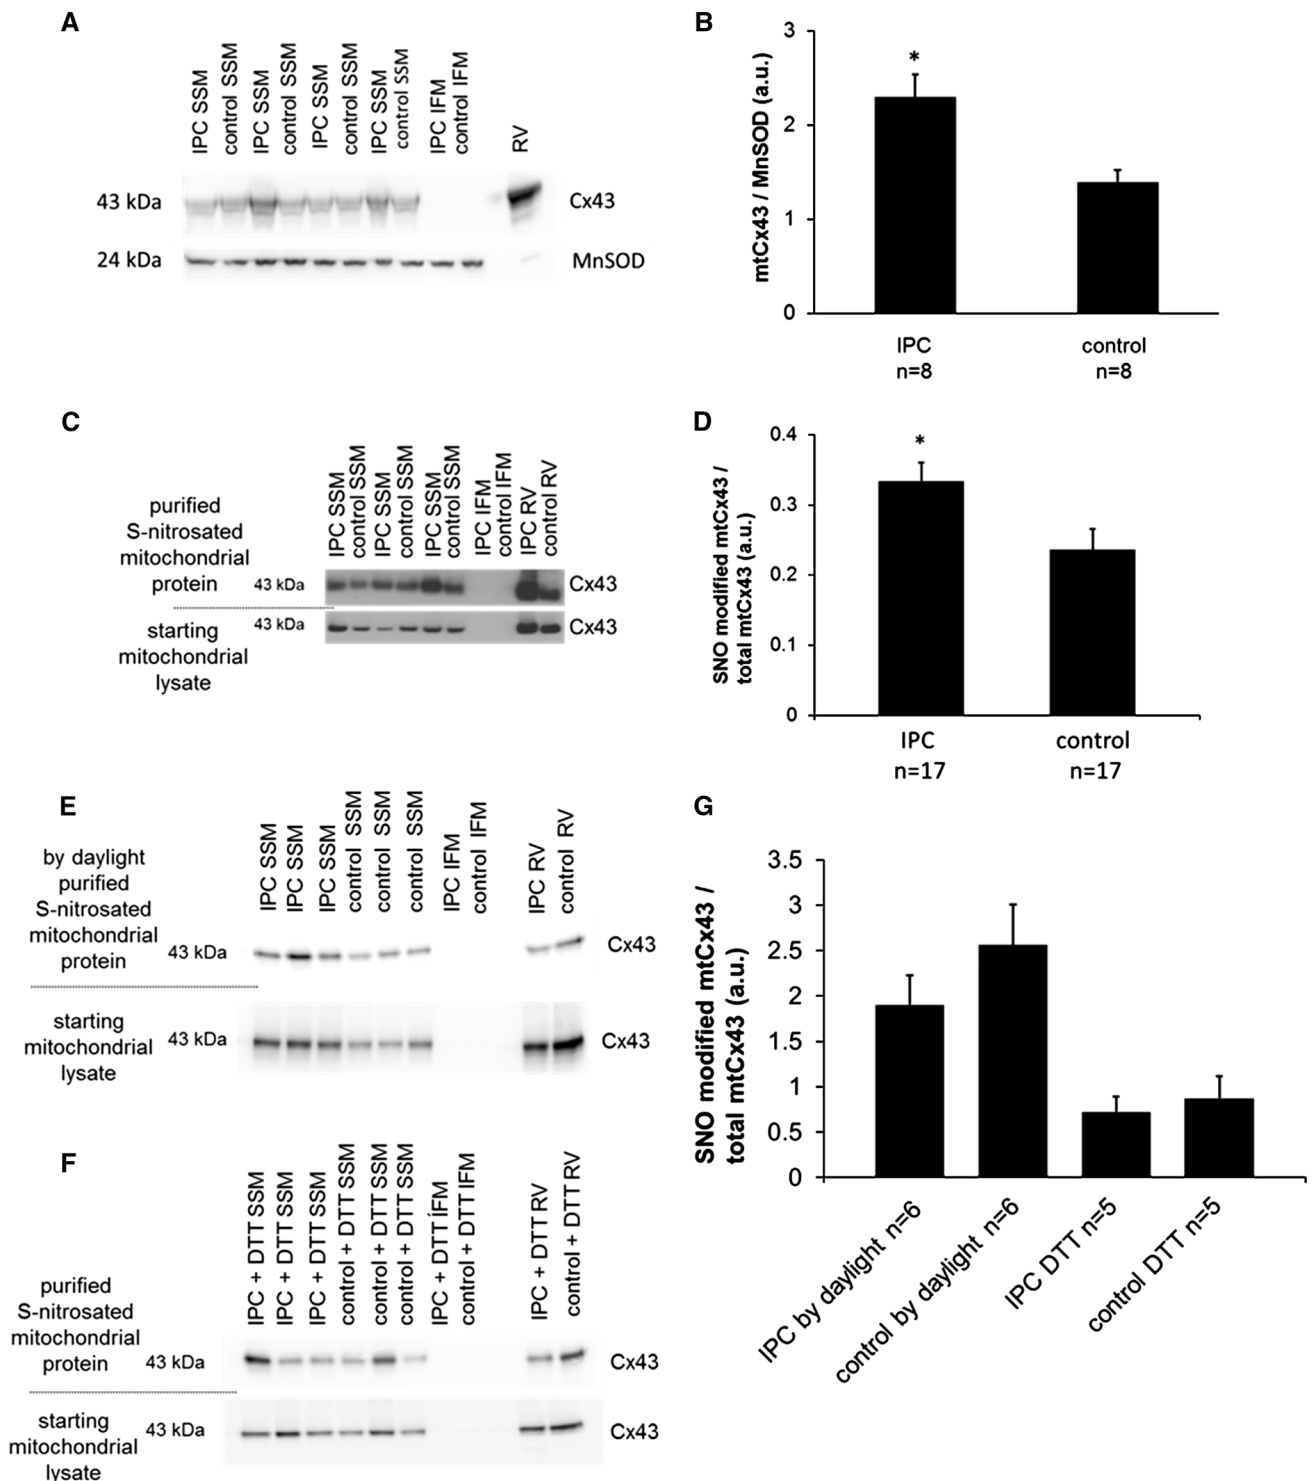 A
IPC SSM
control SSM
IPC SSM
control SSM
IPC SSM
control SSM
IPC SSM
control SSM
IPC IFM
control IFM
RV
43 kDa
Cx43
24 kDa
MnSOD
B
mtCx43 / MnSOD (a.u.)
3
2
1
0
*
IPC
n=8
control
n=8
C
IPC SSM
control SSM
IPC SSM
control SSM
IPC SSM
control SSM
IPC IFM
control IFM
IPC RV
control RV
purified
S-nitrosated
mitochondrial
protein
43 kDa
Cx43
starting
mitochondrial
lysate
43 kDa
Cx43
D
SNO modified mtCx43 /
total mtCx43 (a.u.)
0.4
0.3
0.2
0.1
0
*
IPC
n=17
control
n=17
E
IPC SSM
IPC SSM
IPC SSM
control SSM
control SSM
control SSM
IPC IFM
control IFM
IPC RV
control RV
by daylight
purified
S-nitrosated
mitochondrial
protein
43 kDa
Cx43
starting
mitochondrial
lysate
43 kDa
Cx43
F
IPC + DTT SSM
IPC + DTT SSM
IPC + DTT SSM
control + DTT SSM
control + DTT SSM
control + DTT SSM
IPC + DTT IFM
control + DTT IFM
IPC + DTT RV
control + DTT RV
purified
S-nitrosated
mitochondrial
protein
43 kDa
Cx43
starting
mitochondrial
lysate
43 kDa
Cx43
G
SNO modified mtCx43 /
total mtCx43 (a.u.)
3.5
3
2.5
2
1.5
1
0.5
0
IPC by daylight n=6
control by daylight n=6
IPC DTT n=5
control DTT n=5